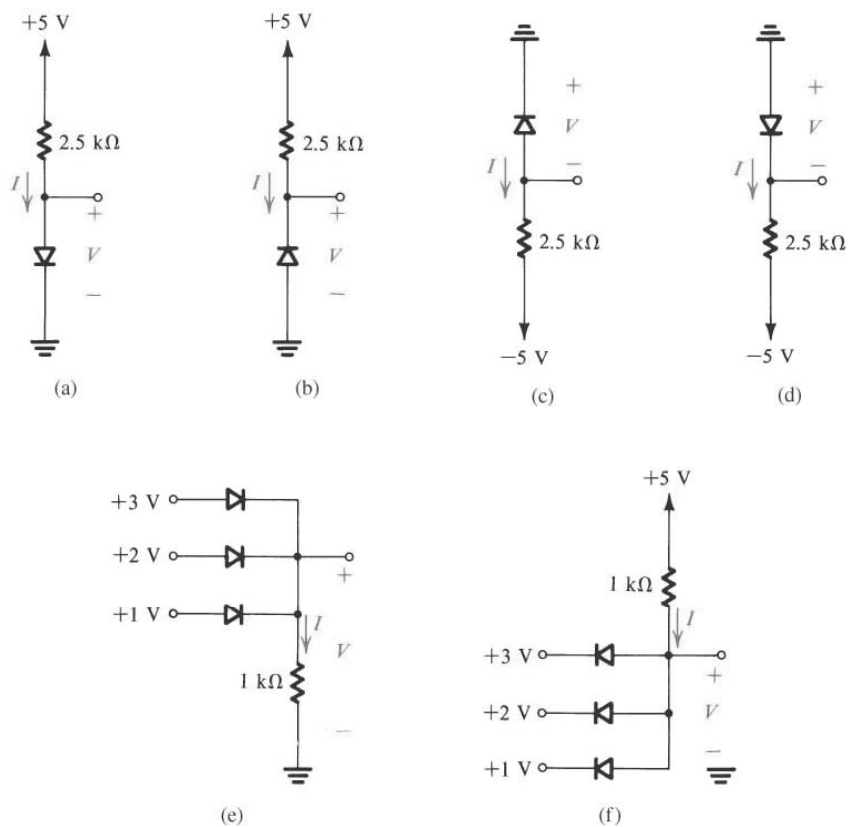 +5 V
+5 V
2.5 kΩ
2.5 kΩ
I
+
V
−
I
+
V
−
(a)
(b)
+
V
−
I
2.5 kΩ
−5 V
+
V
−
I
2.5 kΩ
−5 V
(c)
(d)
+3 V
+2 V
+
+1 V
I
V
1 kΩ
−
(e)
+5 V
1 kΩ
I
+3 V
+
+2 V
V
−
+1 V
(f)